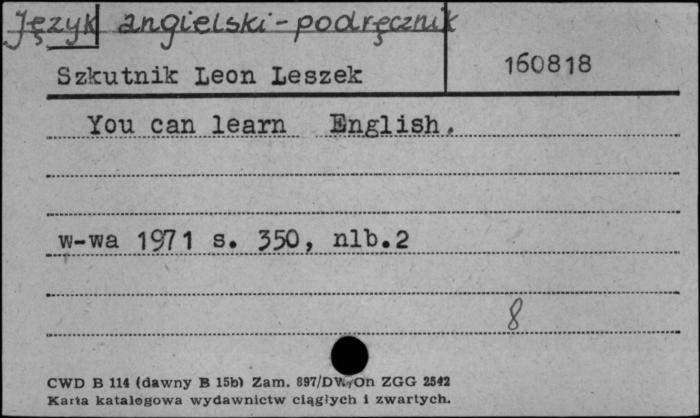 Język angielski - podręcznik
Szkutnik Leon Leszek
160818
You can learn English.
w-wa 1971 s. 350, nlb.2
8
CWD B 114 (dawny B 15b) Zam. 897/DW/On ZGG 2542
Karta katalogowa wydawnictw ciągłych i zwartych.